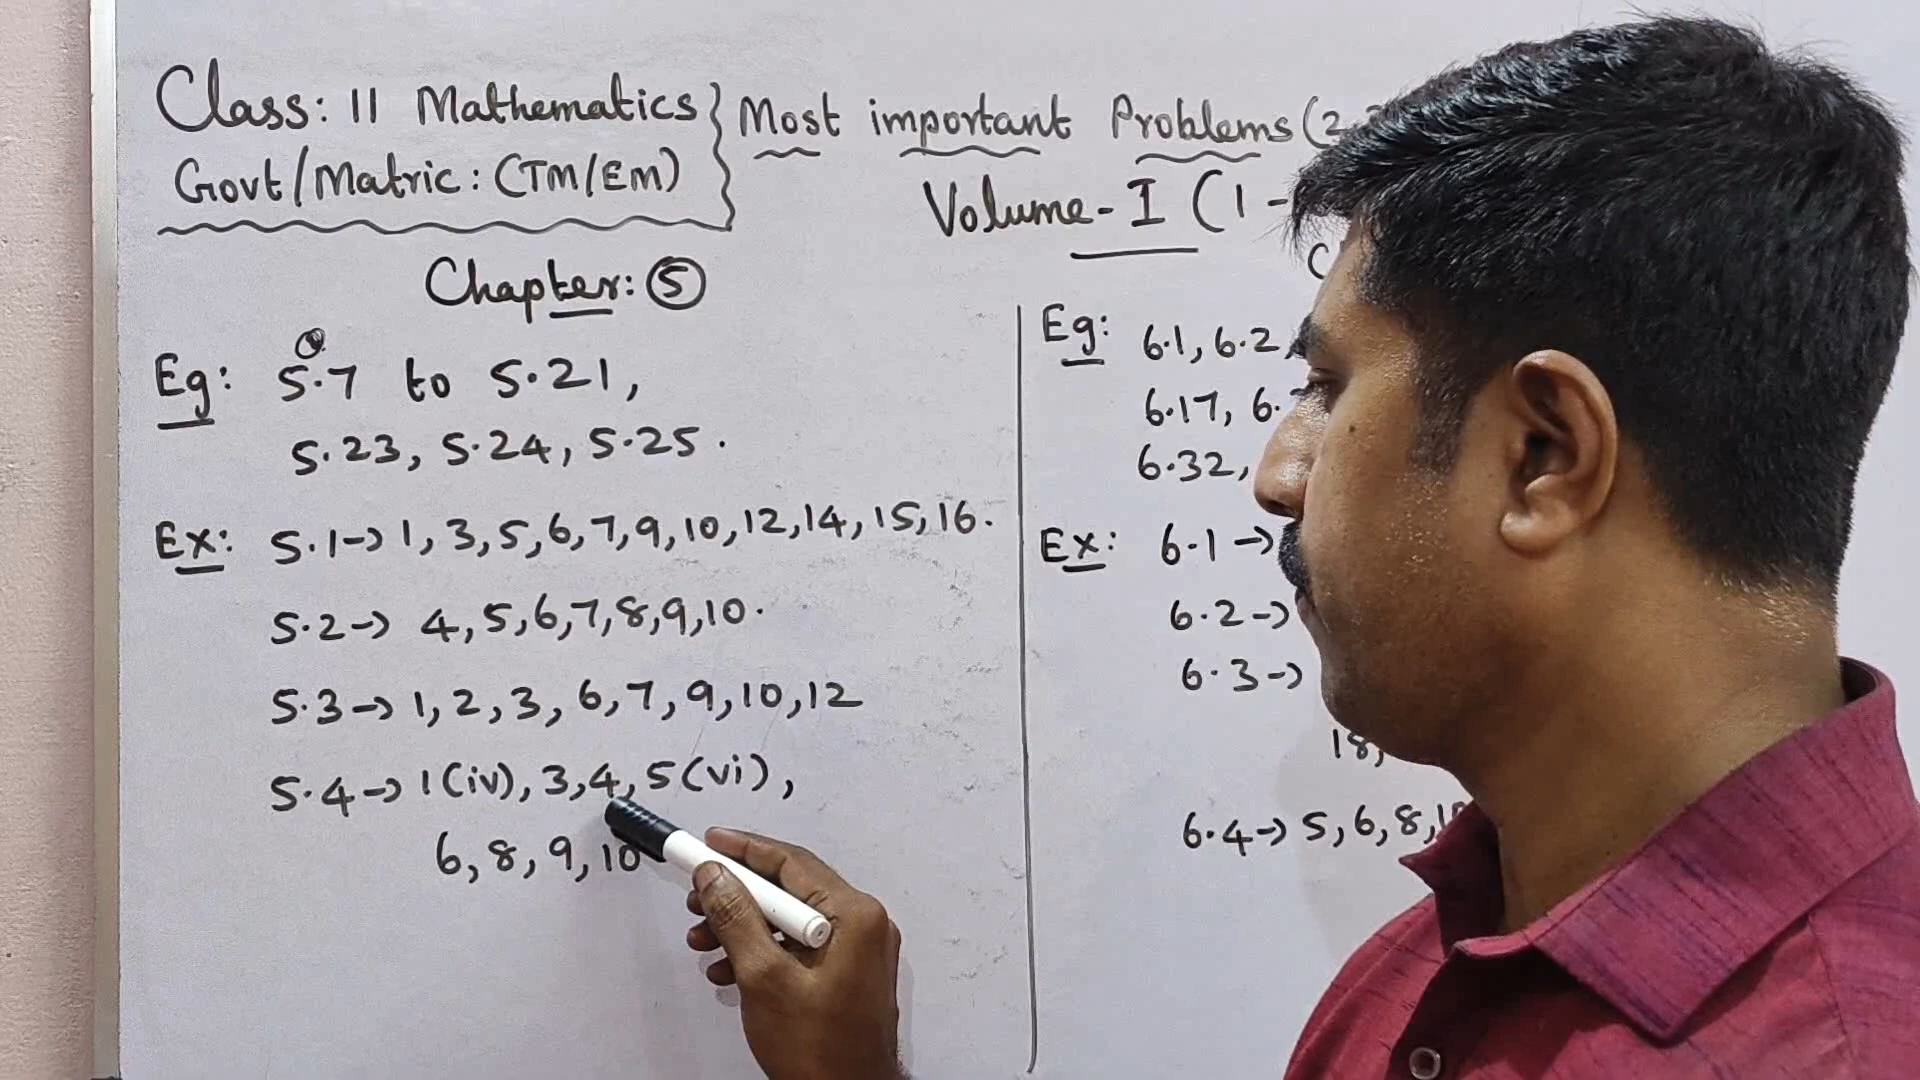 Class: 11 Mathematics
Govt/Matric: (TM/EM)
Most important Problems (2,
Volume-I (1-
Chapter: 5
Eg: 5.7 to 5.21,
5.23, 5.24, 5.25.
Ex: 5.1→ 1, 3, 5, 6, 7, 9, 10, 12, 14, 15, 16.
5.2→ 4, 5, 6, 7, 8, 9, 10.
5.3→ 1, 2, 3, 6, 7, 9, 10, 12
5.4→ 1(iv), 3, 4, 5(vi),
6, 8, 9, 10
Eg: 6.1, 6.2,
6.17, 6.
6.32,
Ex: 6.1→
6.2→
6.3→
18,
6.4→ 5, 6, 8,